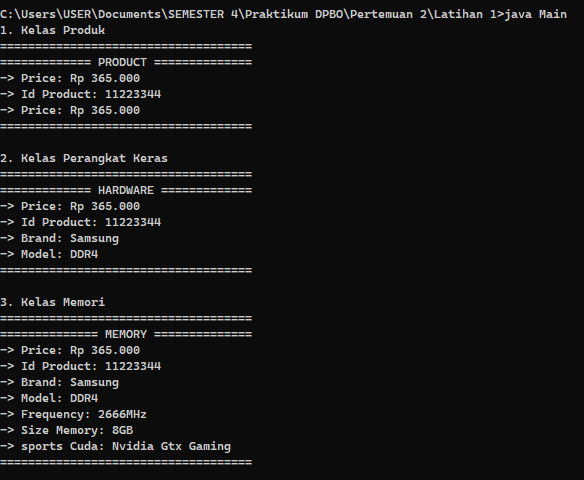 C:\Users\USER\Documents\SEMESTER 4\Praktikum DPBO\Pertemuan 2\Latihan 1>java Main
1. Kelas Produk
====================================
============= PRODUCT ==============
-> Price: Rp 365.000
-> Id Product: 11223344
-> Price: Rp 365.000
====================================
2. Kelas Perangkat Keras
====================================
============= HARDWARE =============
-> Price: Rp 365.000
-> Id Product: 11223344
-> Brand: Samsung
-> Model: DDR4
====================================
3. Kelas Memori
====================================
============== MEMORY ==============
-> Price: Rp 365.000
-> Id Product: 11223344
-> Brand: Samsung
-> Model: DDR4
-> Frequency: 2666MHz
-> Size Memory: 8GB
-> sports Cuda: Nvidia Gtx Gaming
====================================